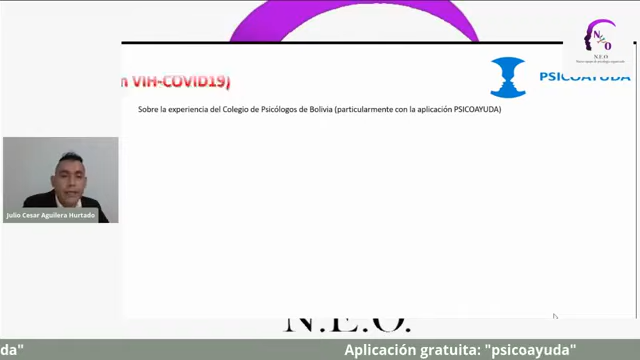 N
O
N.E.O
n VIH-COVID19)
PSICOAYUDA
Sobre la experiencia del Colegio de Psicólogos de Bolivia (particularmente con la aplicación PSICOAYUDA)
Julio Cesar Aguilera Hurtado
N.E.O.
da"
Aplicación gratuita: "psicoayuda"